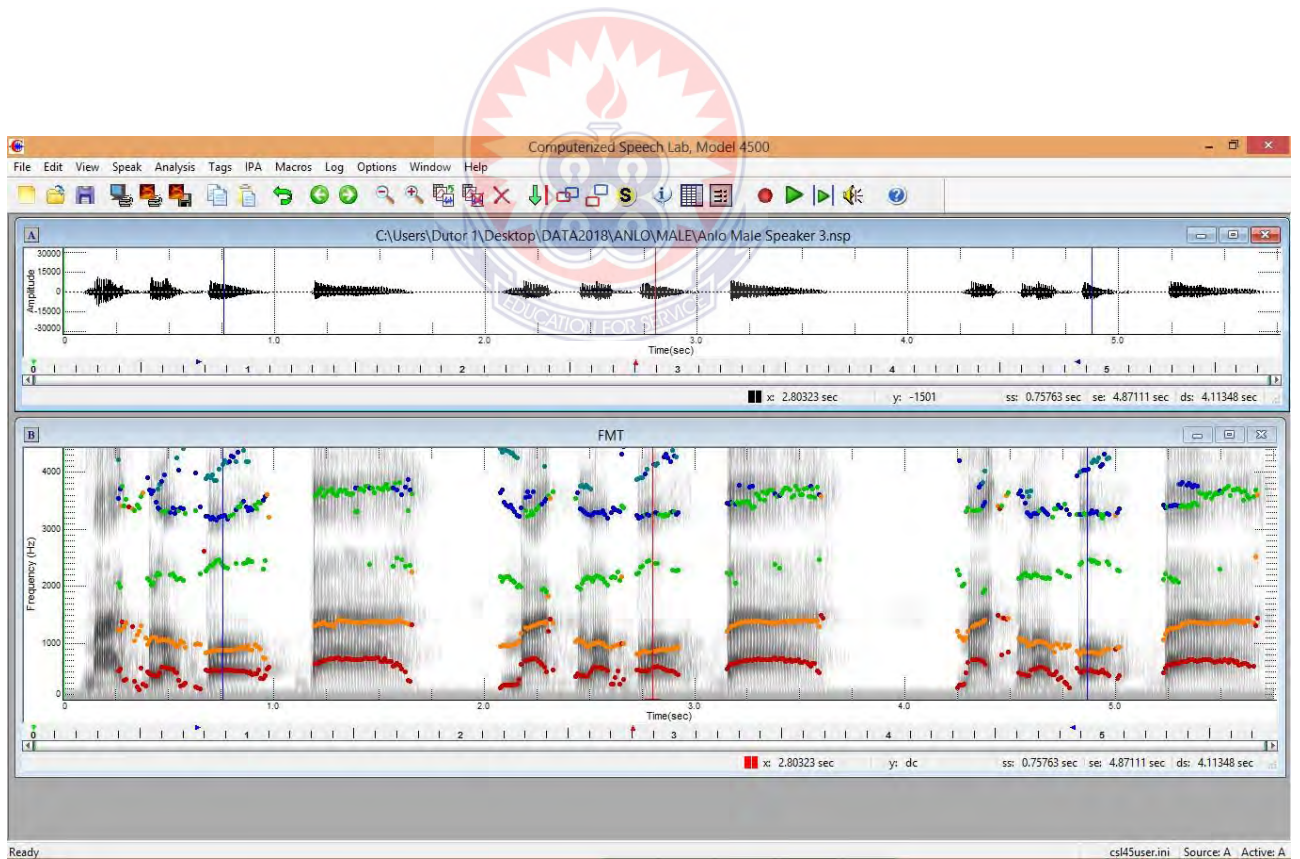 Computerized Speech Lab, Model 4500
File Edit View Speak Analysis Tags IPA Macros Log Options Window Help
A
C:\Users\Dutor 1\Desktop\DATA2018\ANLO\MALE\Anlo Male Speaker 3.nsp
30000
15000
0
-15000
-30000
Amplitude
0 1.0 2.0 3.0 4.0 5.0
Time(sec)
EDUCATION FOR SERVICE
0 1 2 3 4 5
x: 2.80323 sec y: -1501 ss: 0.75763 sec se: 4.87111 sec ds: 4.11348 sec
B
FMT
4000
3000
2000
1000
0
Frequency (Hz)
0 1.0 2.0 3.0 4.0 5.0
Time(sec)
0 1 2 3 4 5
x: 2.80323 sec y: dc ss: 0.75763 sec se: 4.87111 sec ds: 4.11348 sec
Ready csl45user.ini Source: A Active: A